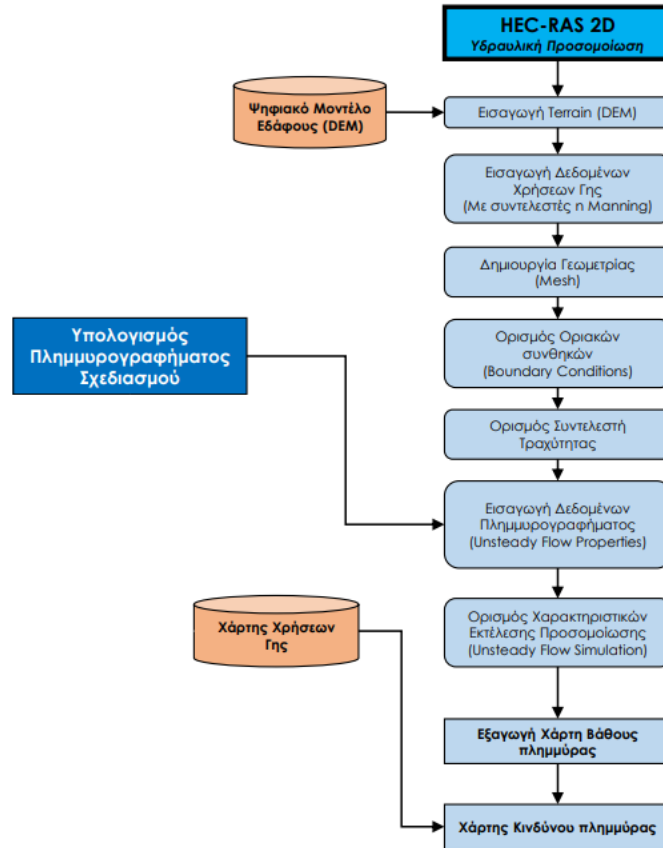 HEC-RAS 2D
Υδραυλική Προσομοίωση
Ψηφιακό Μοντέλο
Εδάφους (DEM)
Εισαγωγή Terrain (DEM)
Εισαγωγή Δεδομένων
Χρήσεων Γης
(Με συντελεστές n Manning)
Δημιουργία Γεωμετρίας
(Mesh)
Υπολογισμός
Πλημμυρογραφήματος
Σχεδιασμού
Ορισμός Οριακών
συνθηκών
(Boundary Conditions)
Ορισμός Συντελεστή
Τραχύτητας
Εισαγωγή Δεδομένων
Πλημμυρογραφήματος
(Unsteady Flow Properties)
Χάρτης Χρήσεων
Γης
Ορισμός Χαρακτηριστικών
Εκτέλεσης Προσομοίωσης
(Unsteady Flow Simulation)
Εξαγωγή Χάρτη Βάθους
πλημμύρας
Χάρτης Κινδύνου πλημμύρας